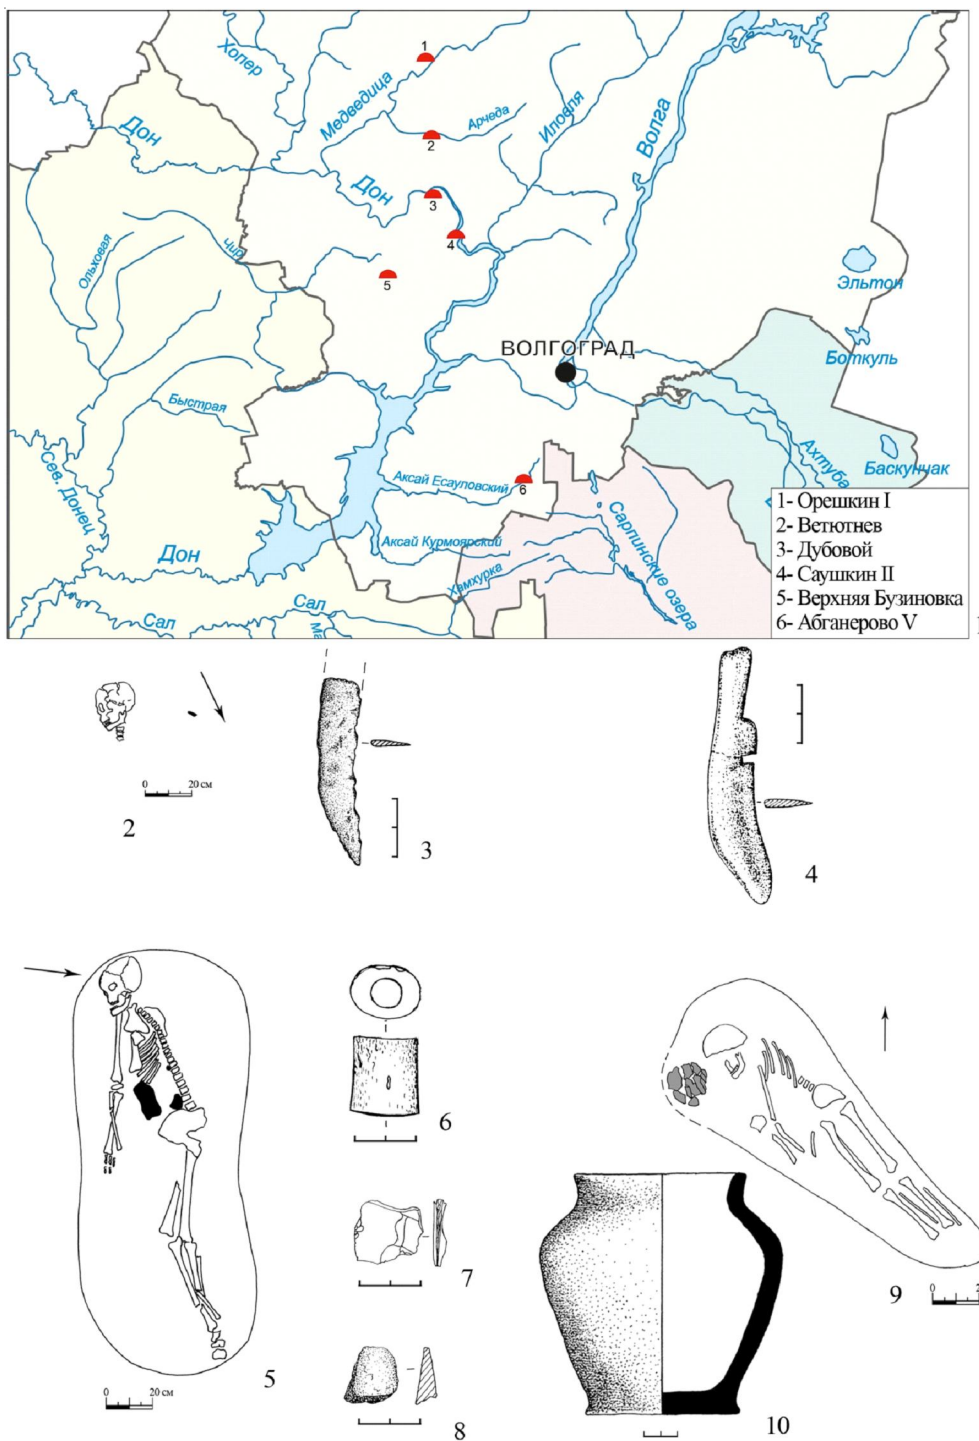 Хопер
1
Медведица
Арчеда
2
Иловля
Волга
Дон
Дон
3
4
Ольховая
Чир
5
Эльтон
ВОЛГОГРАД
Боткуль
Быстрая
Сев. Донец
Аксай Есауловский
6
Ахтуба
Баскунчак
Аксай Курмоярский
Сарпинские озера
Дон
Хамхурка
Сал
Сал
1- Орешкин I
2- Ветютнев
3- Дубовой
4- Саушкин II
5- Верхняя Бузиновка
6- Абганерово V
0 20 см
2
3
4
0 20 см
5
6
7
8
9
0
10